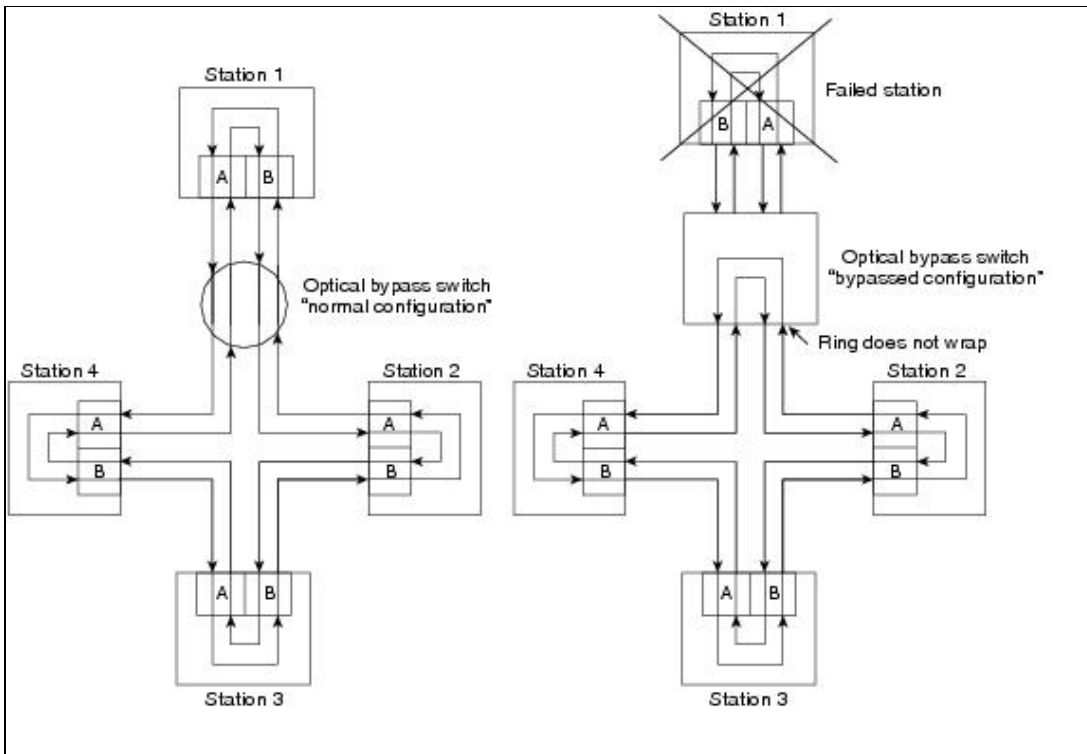 Station 1
A B
Optical bypass switch
"normal configuration"
Station 4
A
B
Station 2
A
B
A B
Station 3
Station 1
Failed station
B A
Optical bypass switch
"bypassed configuration"
Ring does not wrap
Station 4
A
B
Station 2
A
B
A B
Station 3